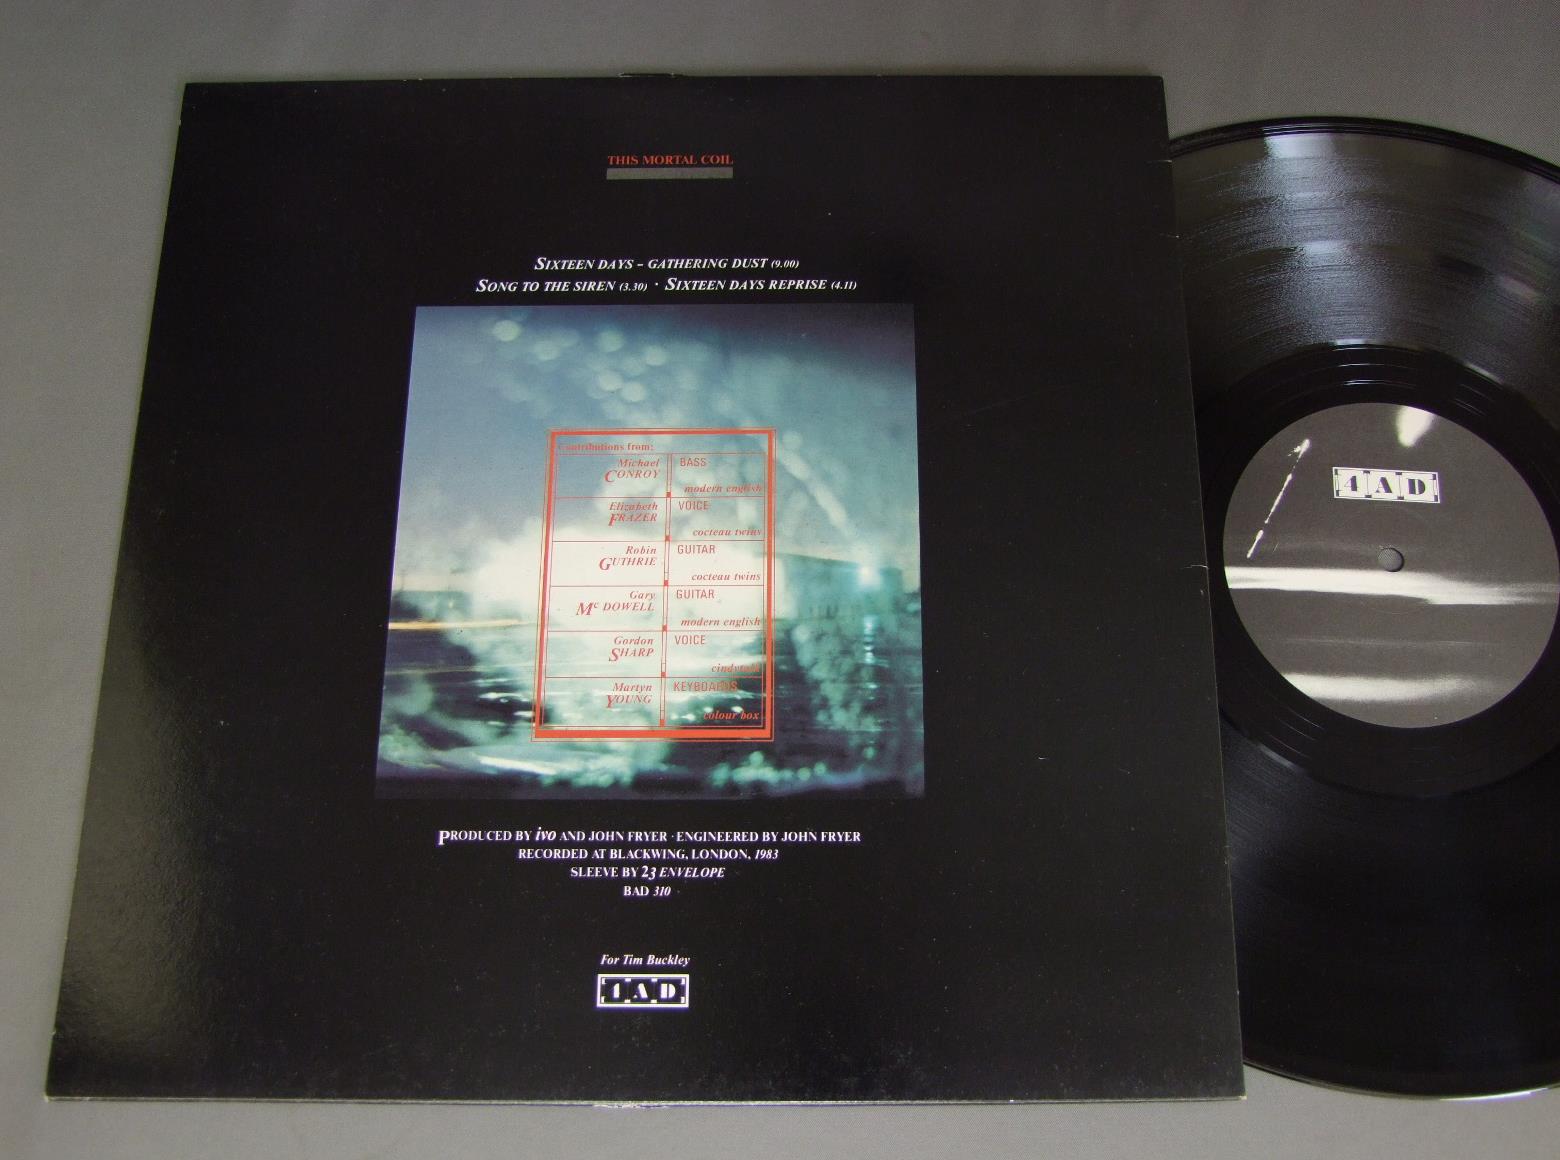 THIS MORTAL COIL
SIXTEEN DAYS – GATHERING DUST (9.00)
SONG TO THE SIREN (3.30) · SIXTEEN DAYS REPRISE (4.11)
Contributions from:
Michael
CONROY
BASS
modern english
Elizabeth
FRAZER
VOICE
cocteau twins
Robin
GUTHRIE
GUITAR
cocteau twins
Gary
Mc DOWELL
GUITAR
modern english
Gordon
SHARP
VOICE
cindytalk
Martyn
YOUNG
KEYBOARDS
colour box
PRODUCED BY ivo AND JOHN FRYER · ENGINEERED BY JOHN FRYER
RECORDED AT BLACKWING, LONDON, 1983
SLEEVE BY 23 ENVELOPE
BAD 310
For Tim Buckley
4AD
4AD